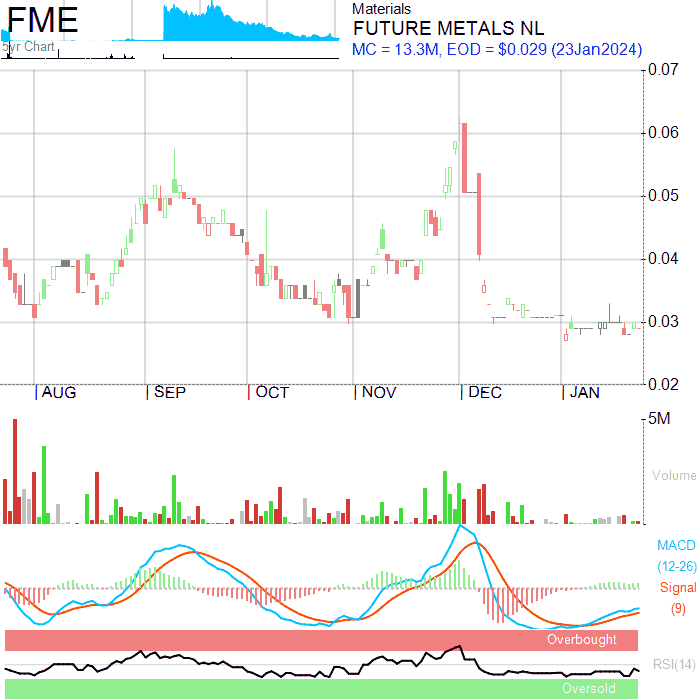 FME
5yr Chart
Materials
FUTURE METALS NL
MC = 13.3M, EOD = $0.029 (23Jan2024)
0.07
0.06
0.05
0.04
0.03
0.02
AUG SEP OCT NOV DEC JAN
5M
Volume
MACD
(12-26)
Signal
(9)
Overbought
RSI(14)
Oversold